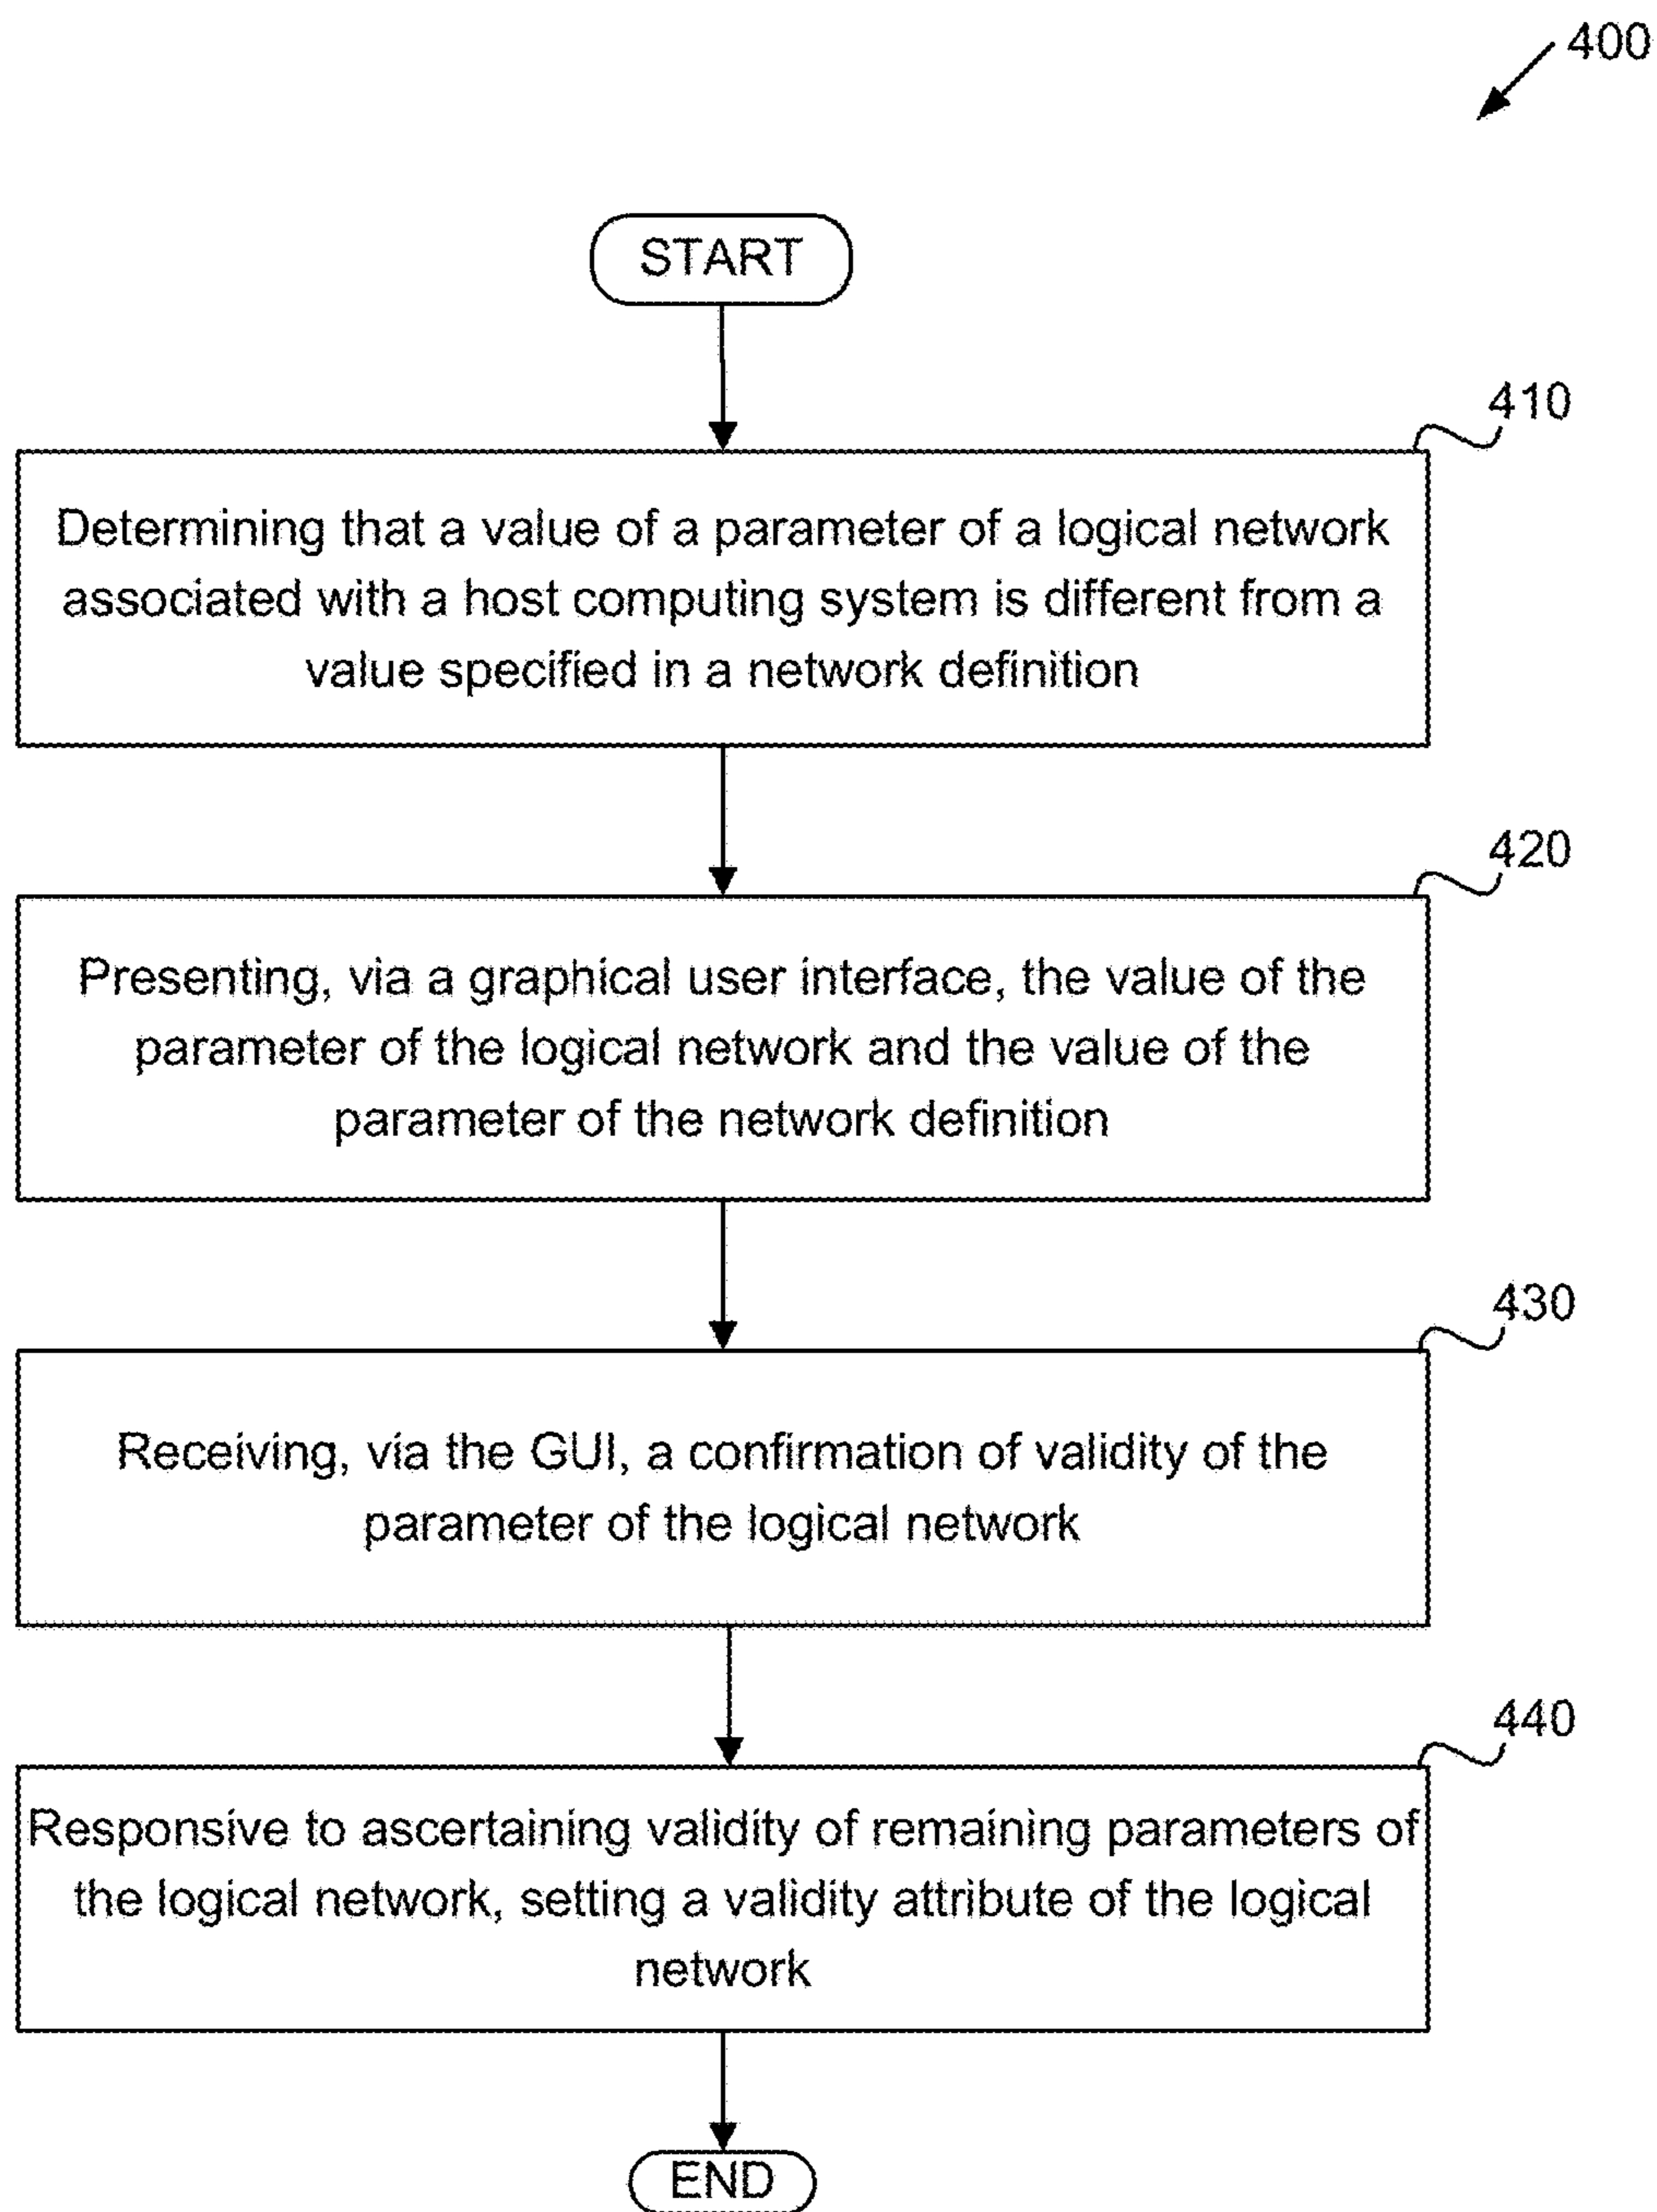 400
START
410
Determining that a value of a parameter of a logical network
associated with a host computing system is different from a
value specified in a network definition
420
Presenting, via a graphical user interface, the value of the
parameter of the logical network and the value of the
parameter of the network definition
430
Receiving, via the GUI, a confirmation of validity of the
parameter of the logical network
440
Responsive to ascertaining validity of remaining parameters of
the logical network, setting a validity attribute of the logical
network
END